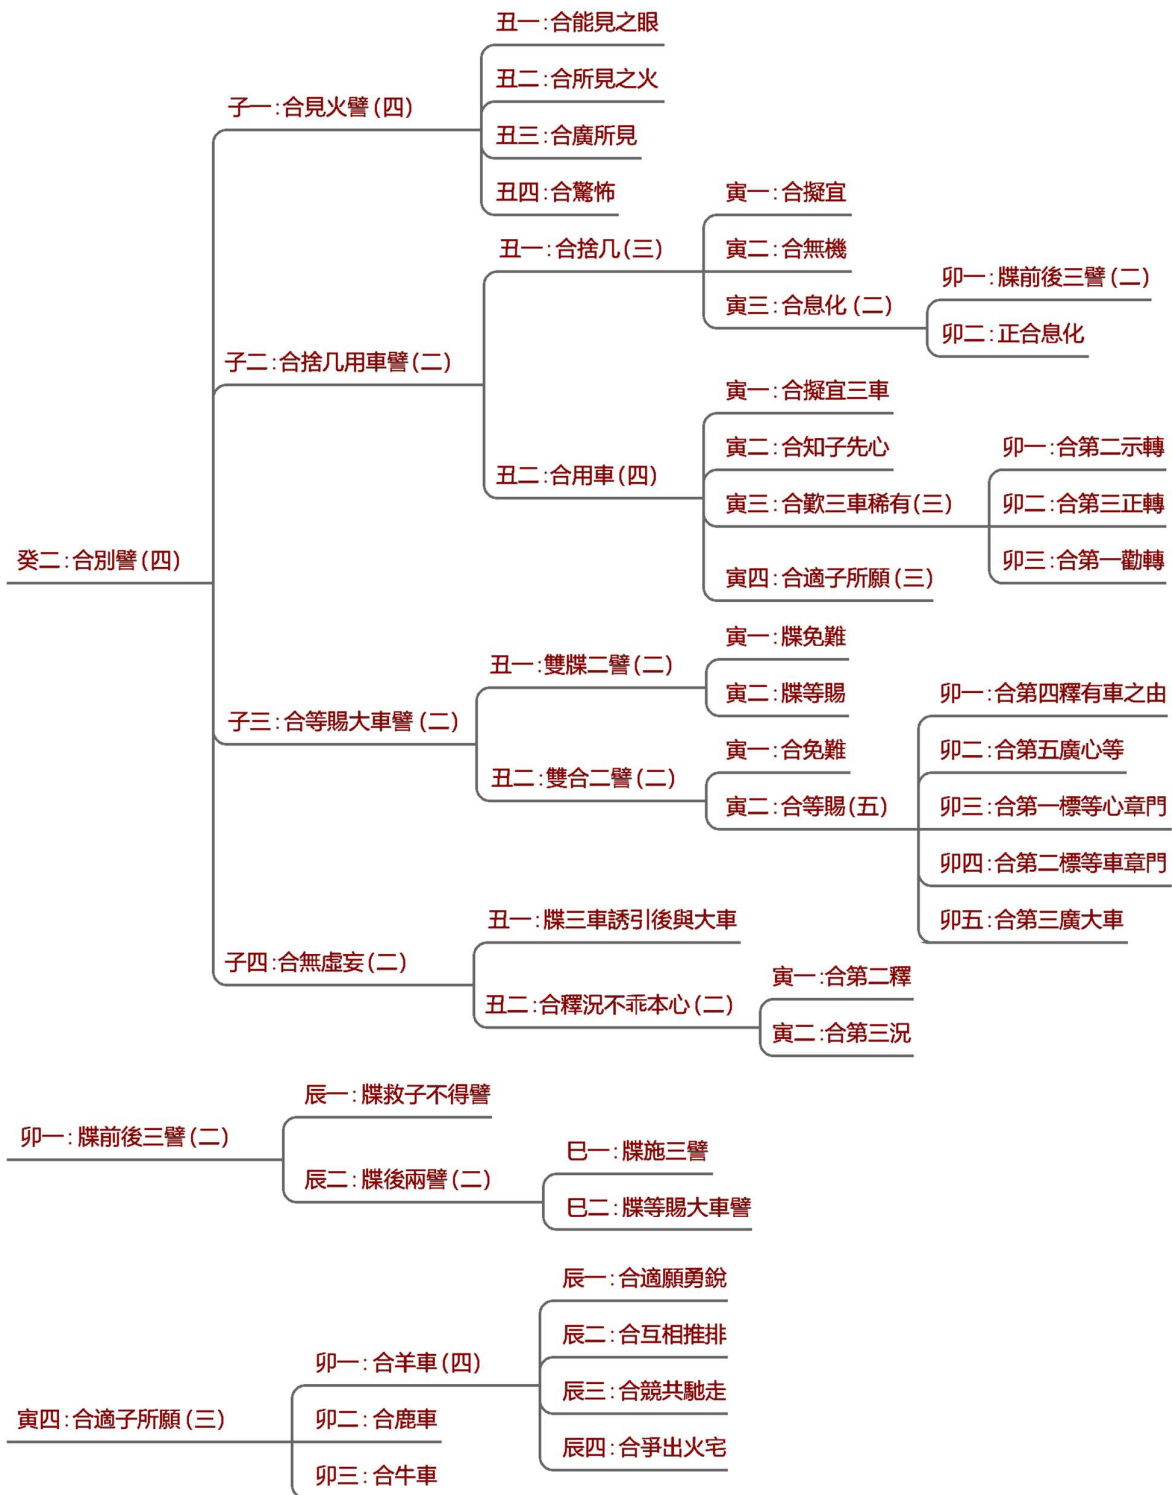 癸二:合別譬(四)
子一:合見火譬(四)
丑一:合能見之眼
丑二:合所見之火
丑三:合廣所見
丑四:合驚怖
子二:合捨几用車譬(二)
丑一:合捨几(三)
寅一:合擬宜
寅二:合無機
寅三:合息化(二)
卯一:牒前後三譬(二)
卯二:正合息化
丑二:合用車(四)
寅一:合擬宜三車
寅二:合知子先心
寅三:合歎三車稀有(三)
卯一:合第二示轉
卯二:合第三正轉
卯三:合第一勸轉
寅四:合適子所願(三)
子三:合等賜大車譬(二)
丑一:雙牒二譬(二)
寅一:牒免難
寅二:牒等賜
丑二:雙合二譬(二)
寅一:合免難
寅二:合等賜(五)
卯一:合第四釋有車之由
卯二:合第五廣心等
卯三:合第一標等心章門
卯四:合第二標等車章門
卯五:合第三廣大車
子四:合無虛妄(二)
丑一:牒三車誘引後與大車
丑二:合釋況不乖本心(二)
寅一:合第二釋
寅二:合第三況
卯一:牒前後三譬(二)
辰一:牒救子不得譬
辰二:牒後兩譬(二)
巳一:牒施三譬
巳二:牒等賜大車譬
寅四:合適子所願(三)
卯一:合羊車(四)
辰一:合適願勇銳
辰二:合互相推排
辰三:合競共馳走
辰四:合爭出火宅
卯二:合鹿車
卯三:合牛車